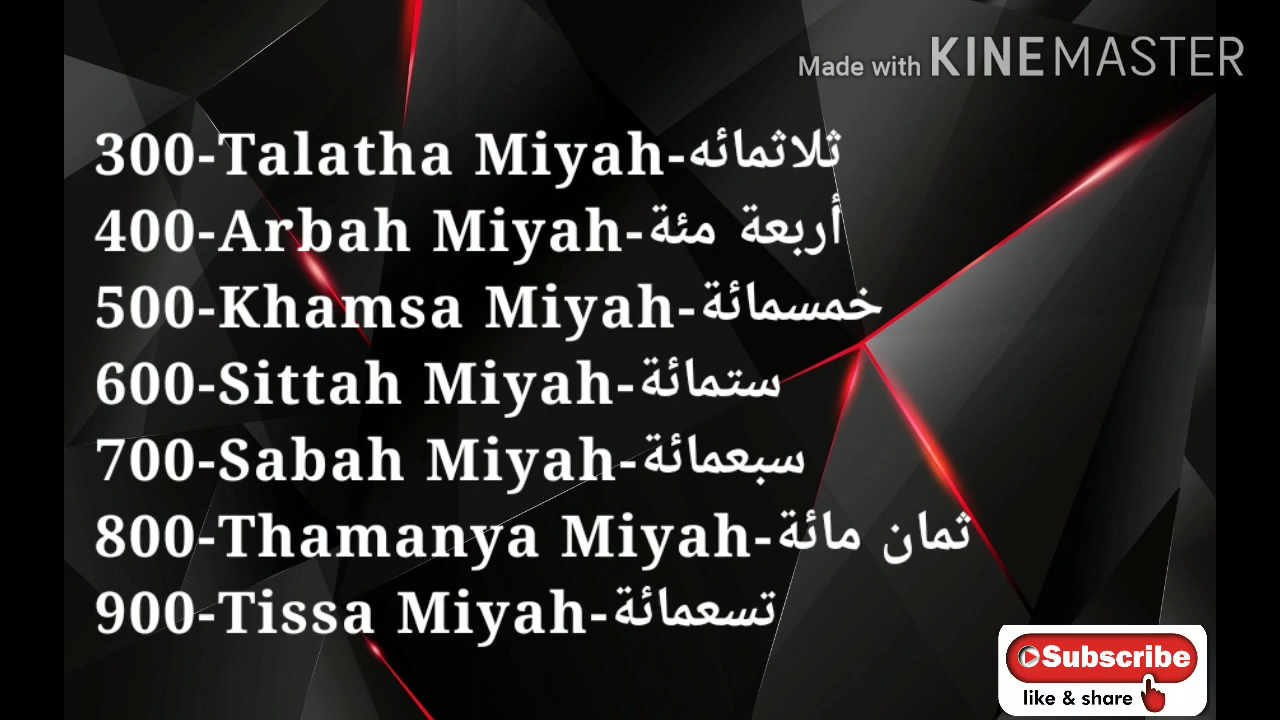 Made with KINEMASTER
300-Talatha Miyah-ثلاثمائه
400-Arbah Miyah-أربعة مئة
500-Khamsa Miyah-خمسمائة
600-Sittah Miyah-ستمائة
700-Sabah Miyah-سبعمائة
800-Thamanya Miyah-ثمان مائة
900-Tissa Miyah-تسعمائة
Subscribe
like & share